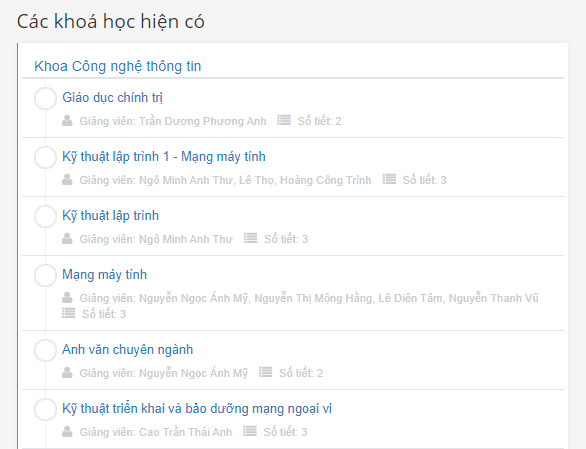 Các khoá học hiện có
Khoa Công nghệ thông tin
Giáo dục chính trị
Giảng viên: Trần Dương Phương Anh Số tiết: 2
Kỹ thuật lập trình 1 - Mạng máy tính
Giảng viên: Ngô Minh Anh Thư, Lê Thọ, Hoàng Công Trình Số tiết: 3
Kỹ thuật lập trình
Giảng viên: Ngô Minh Anh Thư Số tiết: 3
Mạng máy tính
Giảng viên: Nguyễn Ngọc Ánh Mỹ, Nguyễn Thị Mộng Hằng, Lê Diên Tâm, Nguyễn Thanh Vũ
Số tiết: 3
Anh văn chuyên ngành
Giảng viên: Nguyễn Ngọc Ánh Mỹ Số tiết: 2
Kỹ thuật triển khai và bảo dưỡng mạng ngoại vi
Giảng viên: Cao Trần Thái Anh Số tiết: 3